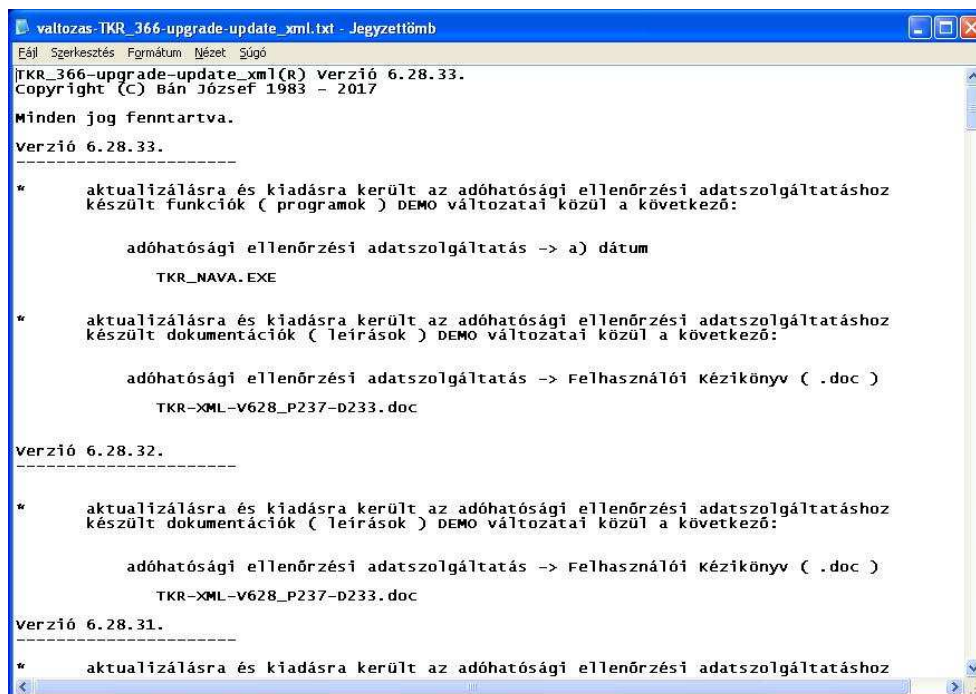 valtozas-TKR_366-upgrade-update_xml.txt - Jegyzettömb
Fájl Szerkesztés Formátum Nézet Súgó
TKR_366-upgrade-update_xml(R) Verzió 6.28.33.
Copyright (C) Bán József 1983 - 2017
Minden jog fenntartva.
Verzió 6.28.33.
----------------------
* aktualizálásra és kiadásra került az adóhatósági ellenőrzési adatszolgáltatáshoz
készült funkciók ( programok ) DEMO változatai közül a következő:
adóhatósági ellenőrzési adatszolgáltatás -> a) dátum
TKR_NAVA.EXE
* aktualizálásra és kiadásra került az adóhatósági ellenőrzési adatszolgáltatáshoz
készült dokumentációk ( leírások ) DEMO változatai közül a következő:
adóhatósági ellenőrzési adatszolgáltatás -> Felhasználói Kézikönyv ( .doc )
TKR-XML-V628_P237-D233.doc
Verzió 6.28.32.
----------------------
* aktualizálásra és kiadásra került az adóhatósági ellenőrzési adatszolgáltatáshoz
készült dokumentációk ( leírások ) DEMO változatai közül a következő:
adóhatósági ellenőrzési adatszolgáltatás -> Felhasználói Kézikönyv ( .doc )
TKR-XML-V628_P237-D233.doc
Verzió 6.28.31.
----------------------
* aktualizálásra és kiadásra került az adóhatósági ellenőrzési adatszolgáltatáshoz